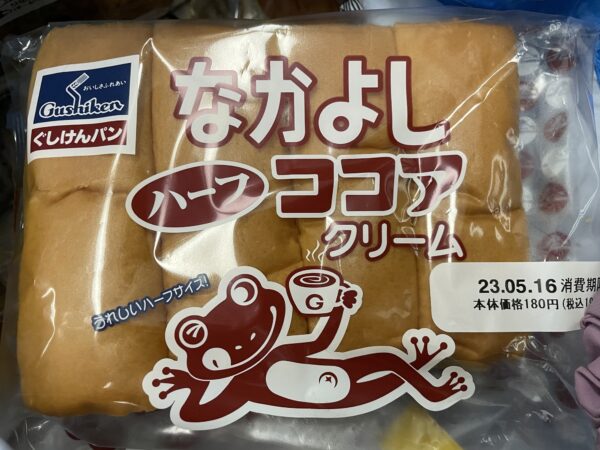 おいしさふれあい
Gushiken
ぐしけんパン
なかよし
ハーフ ココア
クリーム
うれしいハーフサイズ!
G
23.05.16 消費期
本体価格180円(税込1